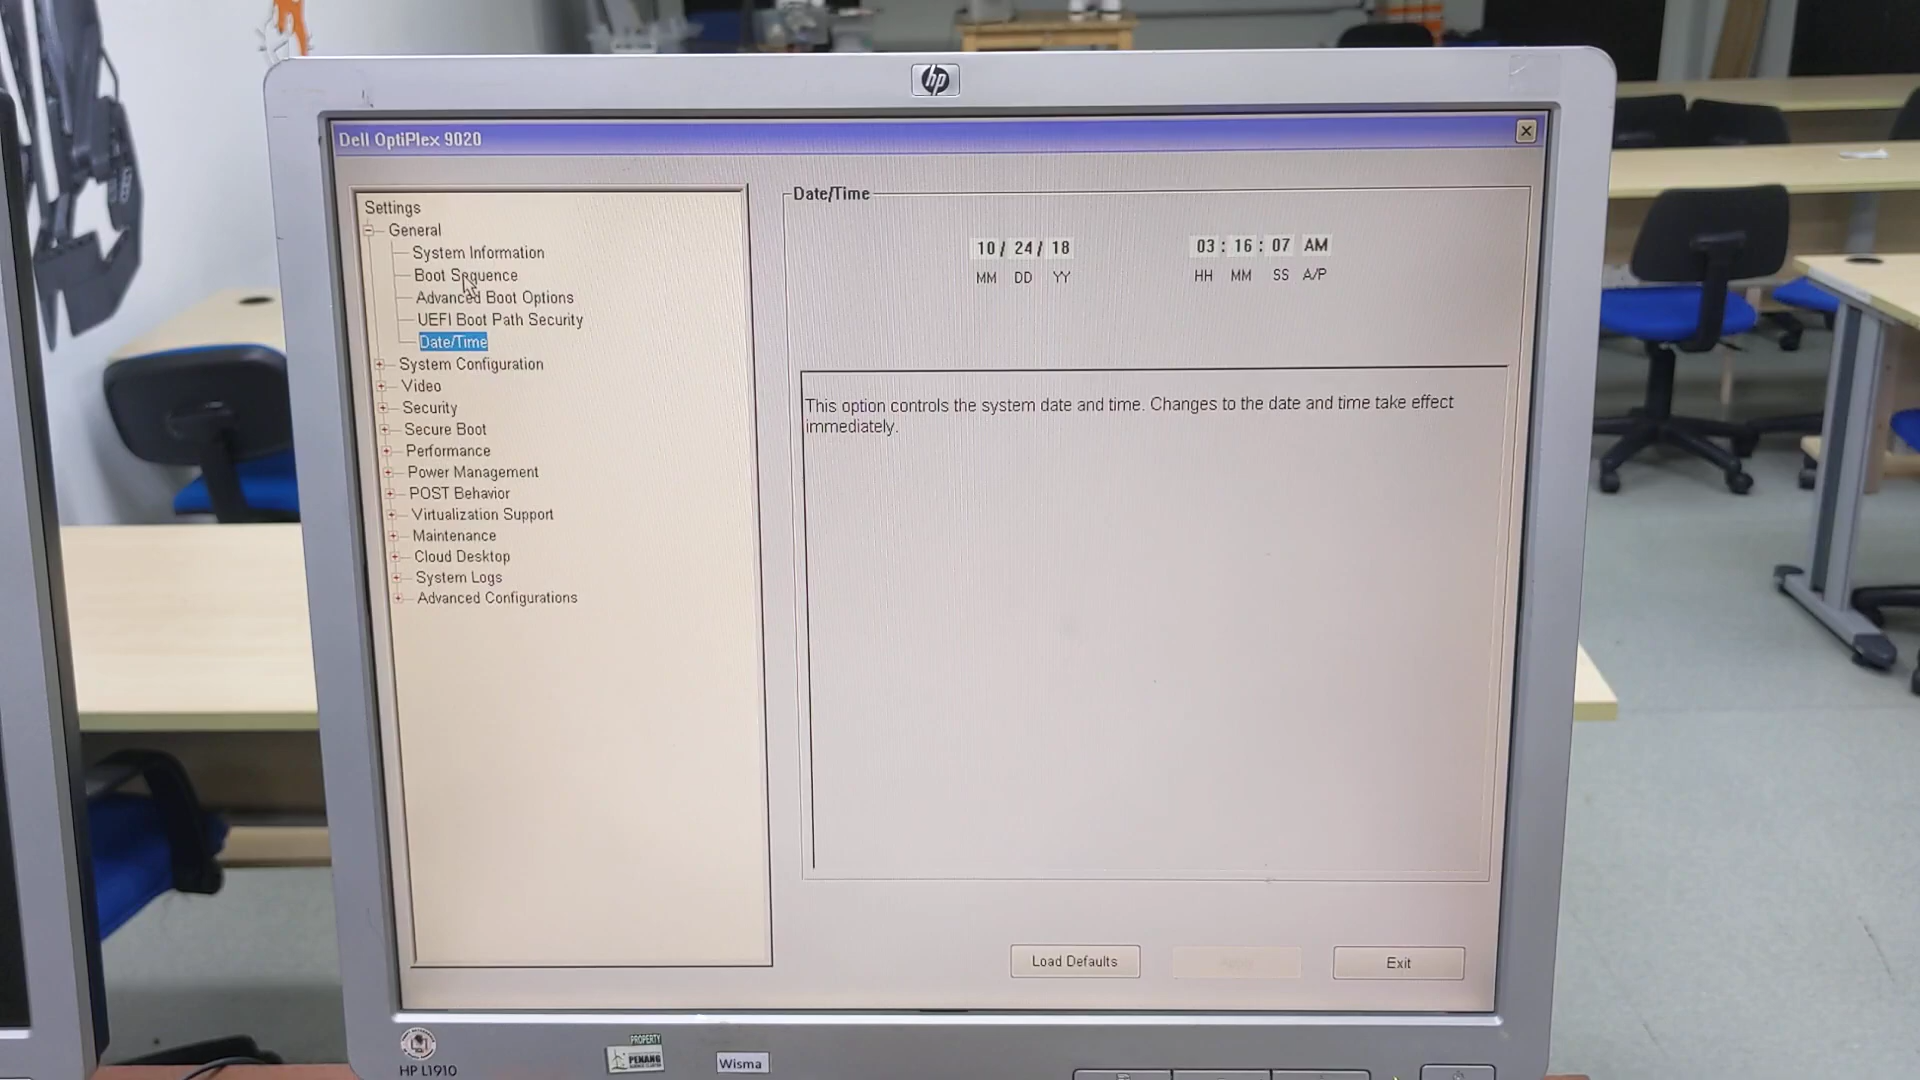 hp
Dell OptiPlex 9020
Settings
General
System Information
Boot Sequence
Advanced Boot Options
UEFI Boot Path Security
Date/Time
System Configuration
Video
Security
Secure Boot
Performance
Power Management
POST Behavior
Virtualization Support
Maintenance
Cloud Desktop
System Logs
Advanced Configurations
Date/Time
10 / 24 / 18
03 : 16 : 07 AM
MM DD YY
HH MM SS A/P
This option controls the system date and time. Changes to the date and time take effect
immediately.
Load Defaults
Exit
HP L1910
PROPERTY
PENANG
Wisma